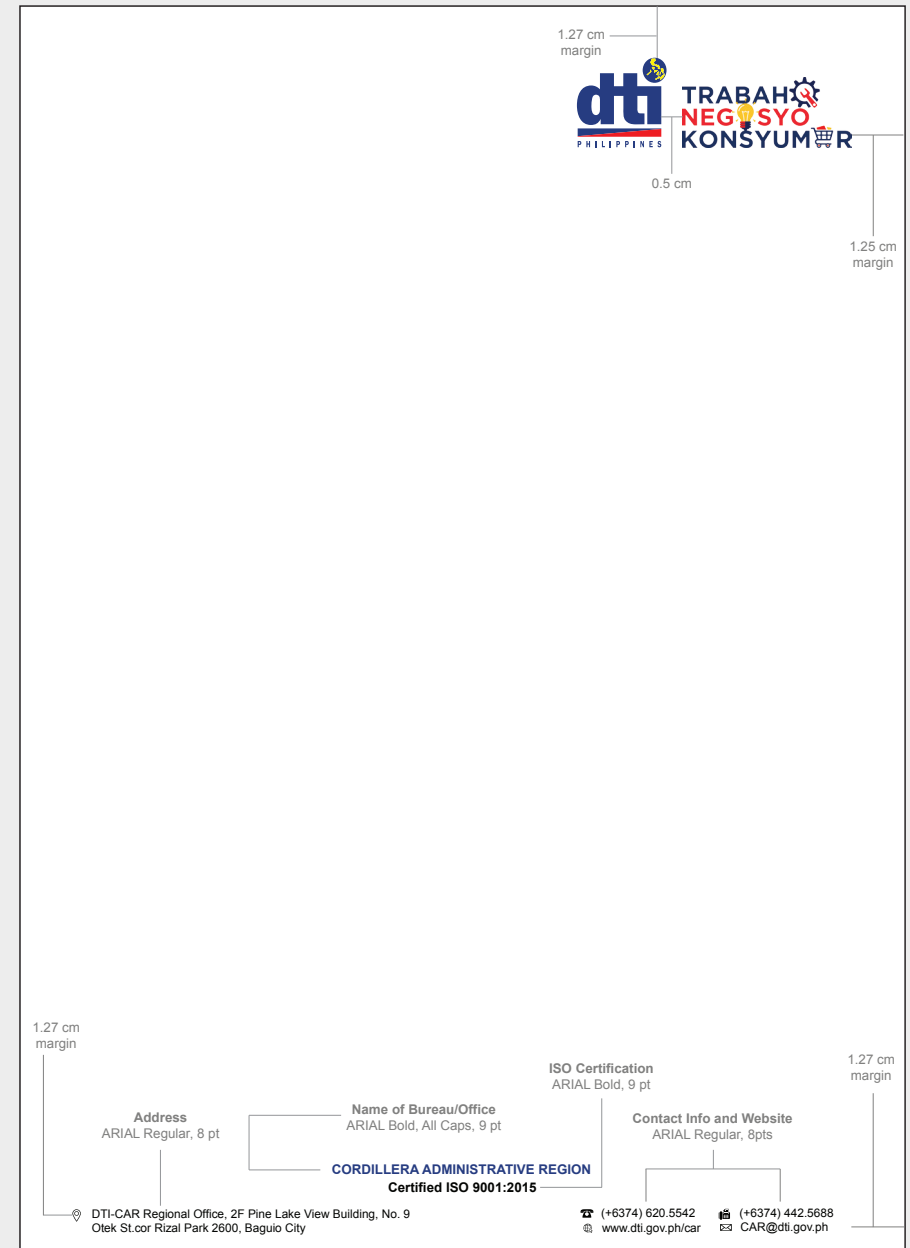 1.27 cm
margin
dti
PHILIPPINES
TRABAHO
NEGOSYO
KONSYUMER
0.5 cm
1.25 cm
margin
1.27 cm
margin
1.27 cm
margin
ISO Certification
ARIAL Bold, 9 pt
Name of Bureau/Office
ARIAL Bold, All Caps, 9 pt
Address
ARIAL Regular, 8 pt
Contact Info and Website
ARIAL Regular, 8pts
CORDILLERA ADMINISTRATIVE REGION
Certified ISO 9001:2015
DTI-CAR Regional Office, 2F Pine Lake View Building, No. 9
Otek St.cor Rizal Park 2600, Baguio City
(+6374) 620.5542
(+6374) 442.5688
www.dti.gov.ph/car
CAR@dti.gov.ph